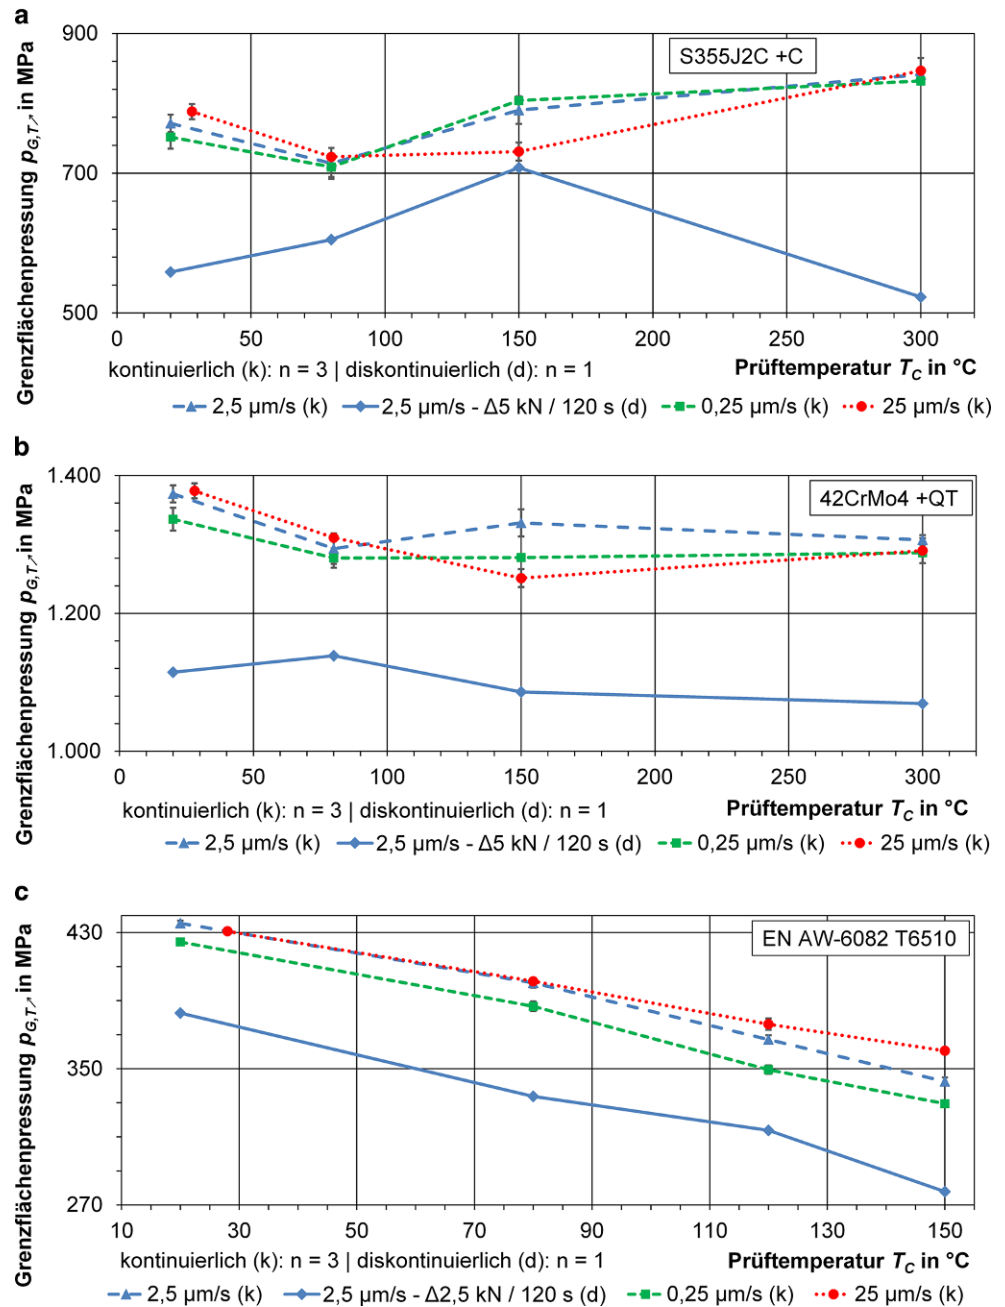 a
Grenzflächenpressung pG,T↗ in MPa
900
700
500
S355J2C +C
0 50 100 150 200 250 300
kontinuierlich (k): n = 3 | diskontinuierlich (d): n = 1
Prüftemperatur TC in °C
2,5 µm/s (k) 2,5 µm/s - Δ5 kN / 120 s (d) 0,25 µm/s (k) 25 µm/s (k)
b
Grenzflächenpressung pG,T↗ in MPa
1.400
1.200
1.000
42CrMo4 +QT
0 50 100 150 200 250 300
kontinuierlich (k): n = 3 | diskontinuierlich (d): n = 1
Prüftemperatur TC in °C
2,5 µm/s (k) 2,5 µm/s - Δ5 kN / 120 s (d) 0,25 µm/s (k) 25 µm/s (k)
c
Grenzflächenpressung pG,T↗ in MPa
430
350
270
EN AW-6082 T6510
10 30 50 70 90 110 130 150
kontinuierlich (k): n = 3 | diskontinuierlich (d): n = 1
Prüftemperatur TC in °C
2,5 µm/s (k) 2,5 µm/s - Δ2,5 kN / 120 s (d) 0,25 µm/s (k) 25 µm/s (k)